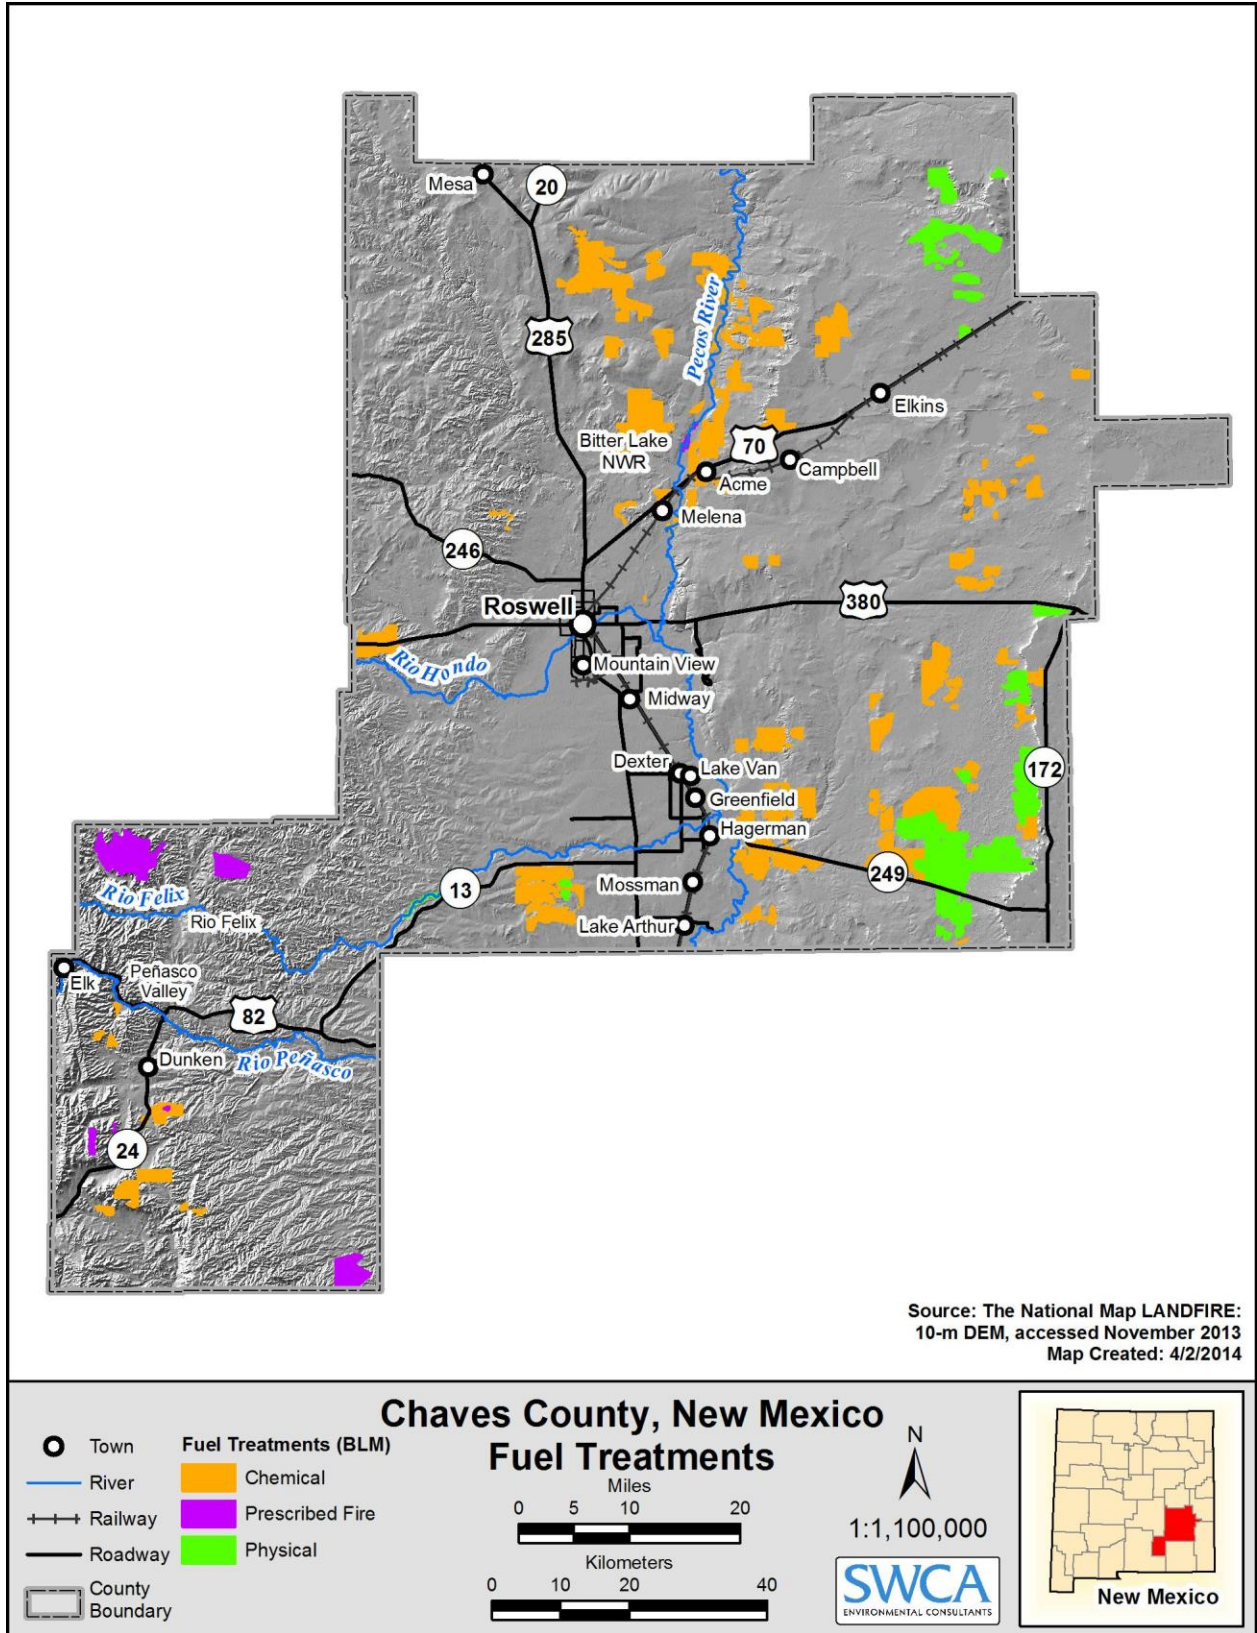 Mesa
20
285
Pecos River
Elkins
Bitter Lake
NWR
70
Campbell
Acme
Melena
246
Roswell
380
Rio Hondo
Mountain View
Midway
Dexter
Lake Van
172
Greenfield
Hagerman
249
13
Mossman
Rio Felix
Rio Felix
Lake Arthur
Elk
Peñasco
Valley
82
Rio Peñasco
Dunken
24
Source: The National Map LANDFIRE:
10-m DEM, accessed November 2013
Map Created: 4/2/2014
Chaves County, New Mexico
Fuel Treatments
Town
River
Railway
Roadway
County
Boundary
Fuel Treatments (BLM)
Chemical
Prescribed Fire
Physical
Miles
0 5 10 20
Kilometers
0 10 20 40
N
1:1,100,000
SWCA
ENVIRONMENTAL CONSULTANTS
New Mexico